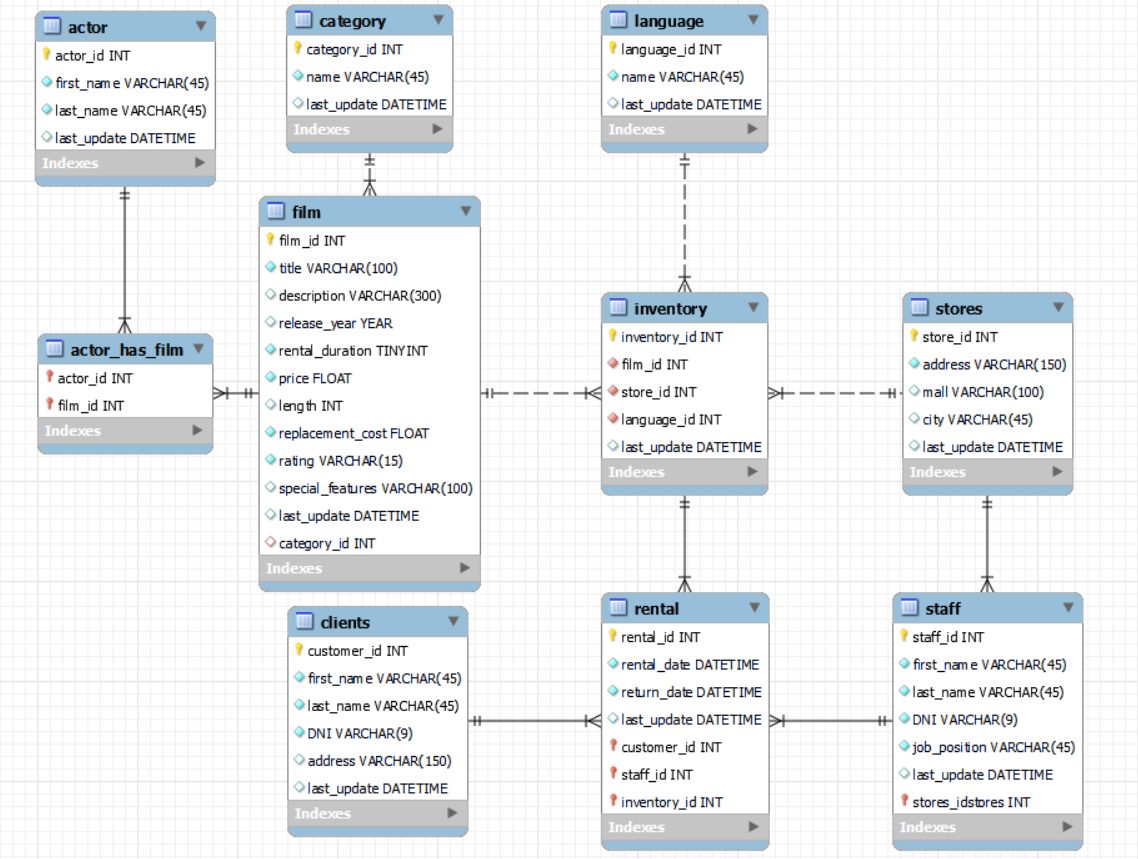 actor
actor_id INT
first_name VARCHAR(45)
last_name VARCHAR(45)
last_update DATETIME
Indexes
category
category_id INT
name VARCHAR(45)
last_update DATETIME
Indexes
language
language_id INT
name VARCHAR(45)
last_update DATETIME
Indexes
film
film_id INT
title VARCHAR(100)
description VARCHAR(300)
release_year YEAR
rental_duration TINYINT
price FLOAT
length INT
replacement_cost FLOAT
rating VARCHAR(15)
special_features VARCHAR(100)
last_update DATETIME
category_id INT
Indexes
actor_has_film
actor_id INT
film_id INT
Indexes
inventory
inventory_id INT
film_id INT
store_id INT
language_id INT
last_update DATETIME
Indexes
stores
store_id INT
address VARCHAR(150)
mall VARCHAR(100)
city VARCHAR(45)
last_update DATETIME
Indexes
clients
customer_id INT
first_name VARCHAR(45)
last_name VARCHAR(45)
DNI VARCHAR(9)
address VARCHAR(150)
last_update DATETIME
Indexes
rental
rental_id INT
rental_date DATETIME
return_date DATETIME
last_update DATETIME
customer_id INT
staff_id INT
inventory_id INT
Indexes
staff
staff_id INT
first_name VARCHAR(45)
last_name VARCHAR(45)
DNI VARCHAR(9)
job_position VARCHAR(45)
last_update DATETIME
stores_idstores INT
Indexes